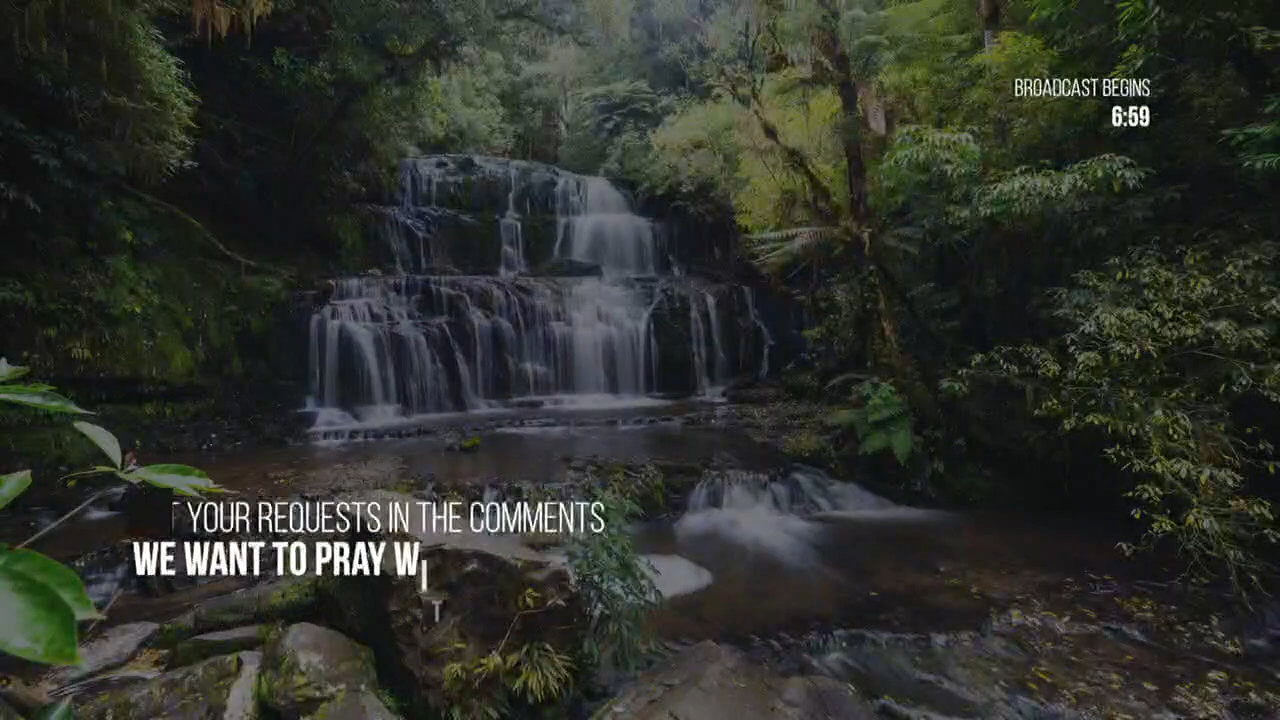 BROADCAST BEGINS
6:59
YOUR REQUESTS IN THE COMMENTS
WE WANT TO PRAY